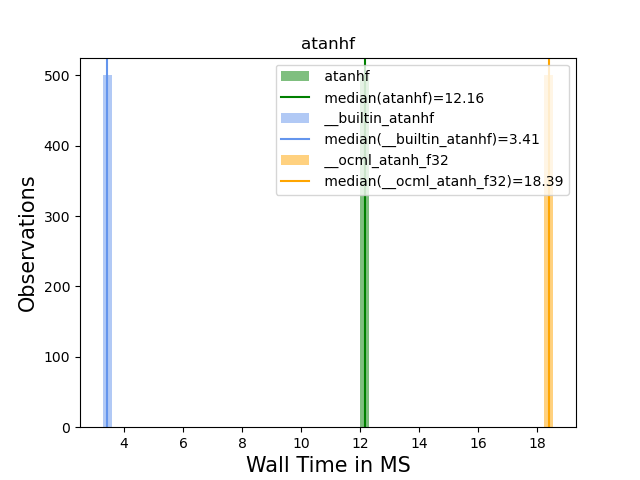 atanhf
atanhf
median(atanhf)=12.16
__builtin_atanhf
median(__builtin_atanhf)=3.41
__ocml_atanh_f32
median(__ocml_atanh_f32)=18.39
Observations
500
400
300
200
100
0
4 6 8 10 12 14 16 18
Wall Time in MS